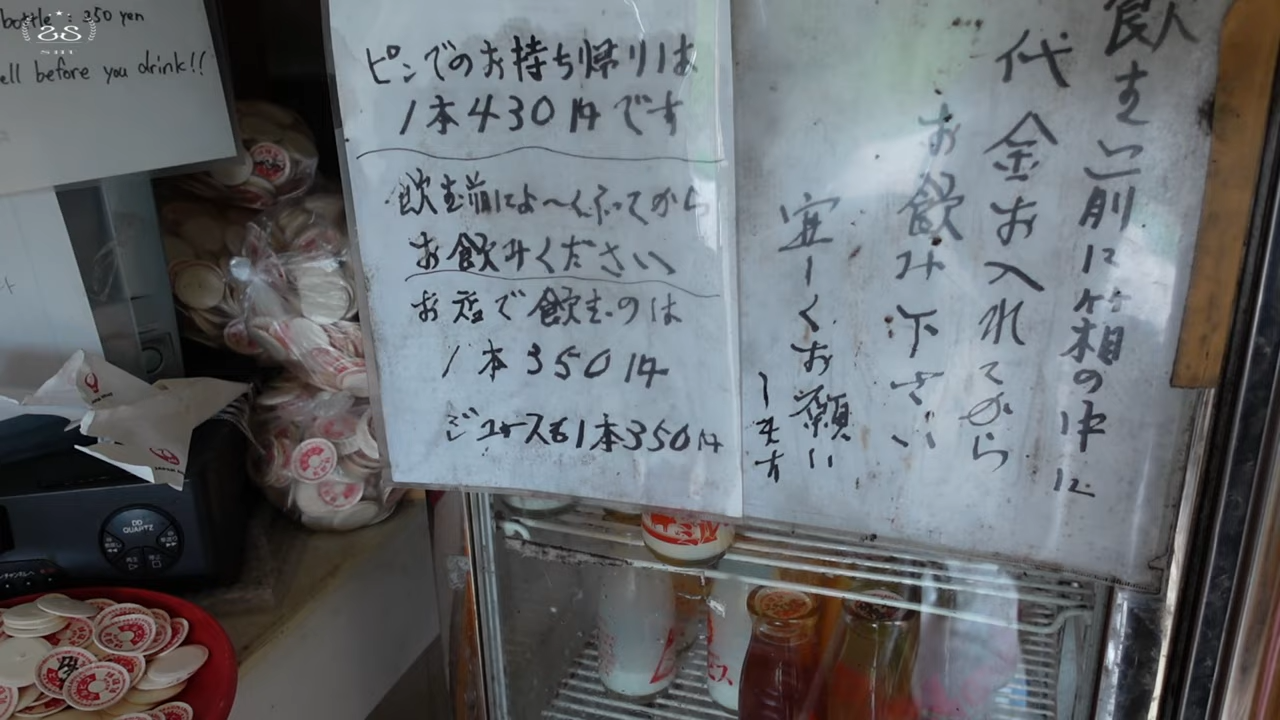 bottle : 350 yen
ell before you drink!!
ビンでのお持ち帰りは
1本430円です
飲む前によ〜くふってから
お飲みください
お店で飲むのは
1本350円
ジュースも1本350円
飲む前に箱の中に
代金お入れてから
お飲み下さい
宜しくお願い
します
DD
QUARTZ